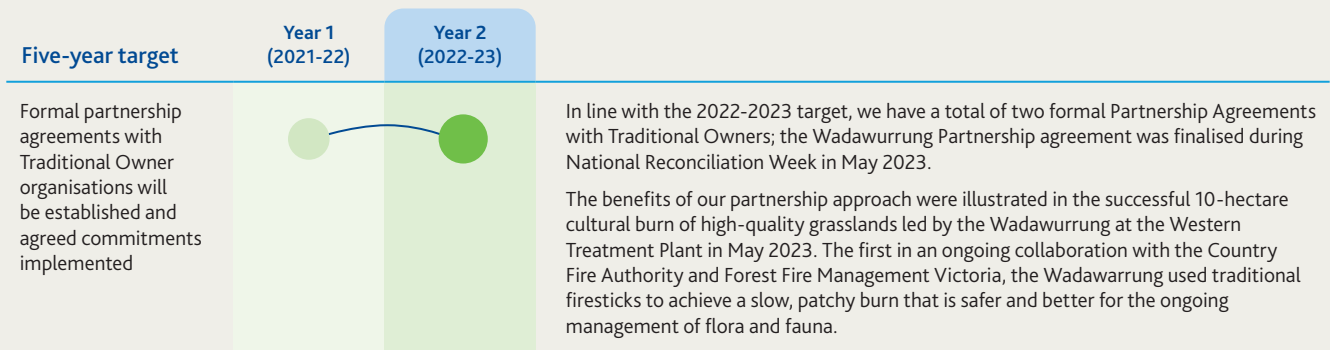 Five-year target
Year 1
(2021-22)
Year 2
(2022-23)
Formal partnership
agreements with
Traditional Owner
organisations will
be established and
agreed commitments
implemented
In line with the 2022-2023 target, we have a total of two formal Partnership Agreements
with Traditional Owners; the Wadawurrung Partnership agreement was finalised during
National Reconciliation Week in May 2023.
The benefits of our partnership approach were illustrated in the successful 10-hectare
cultural burn of high-quality grasslands led by the Wadawurrung at the Western
Treatment Plant in May 2023. The first in an ongoing collaboration with the Country
Fire Authority and Forest Fire Management Victoria, the Wadawarrung used traditional
firesticks to achieve a slow, patchy burn that is safer and better for the ongoing
management of flora and fauna.